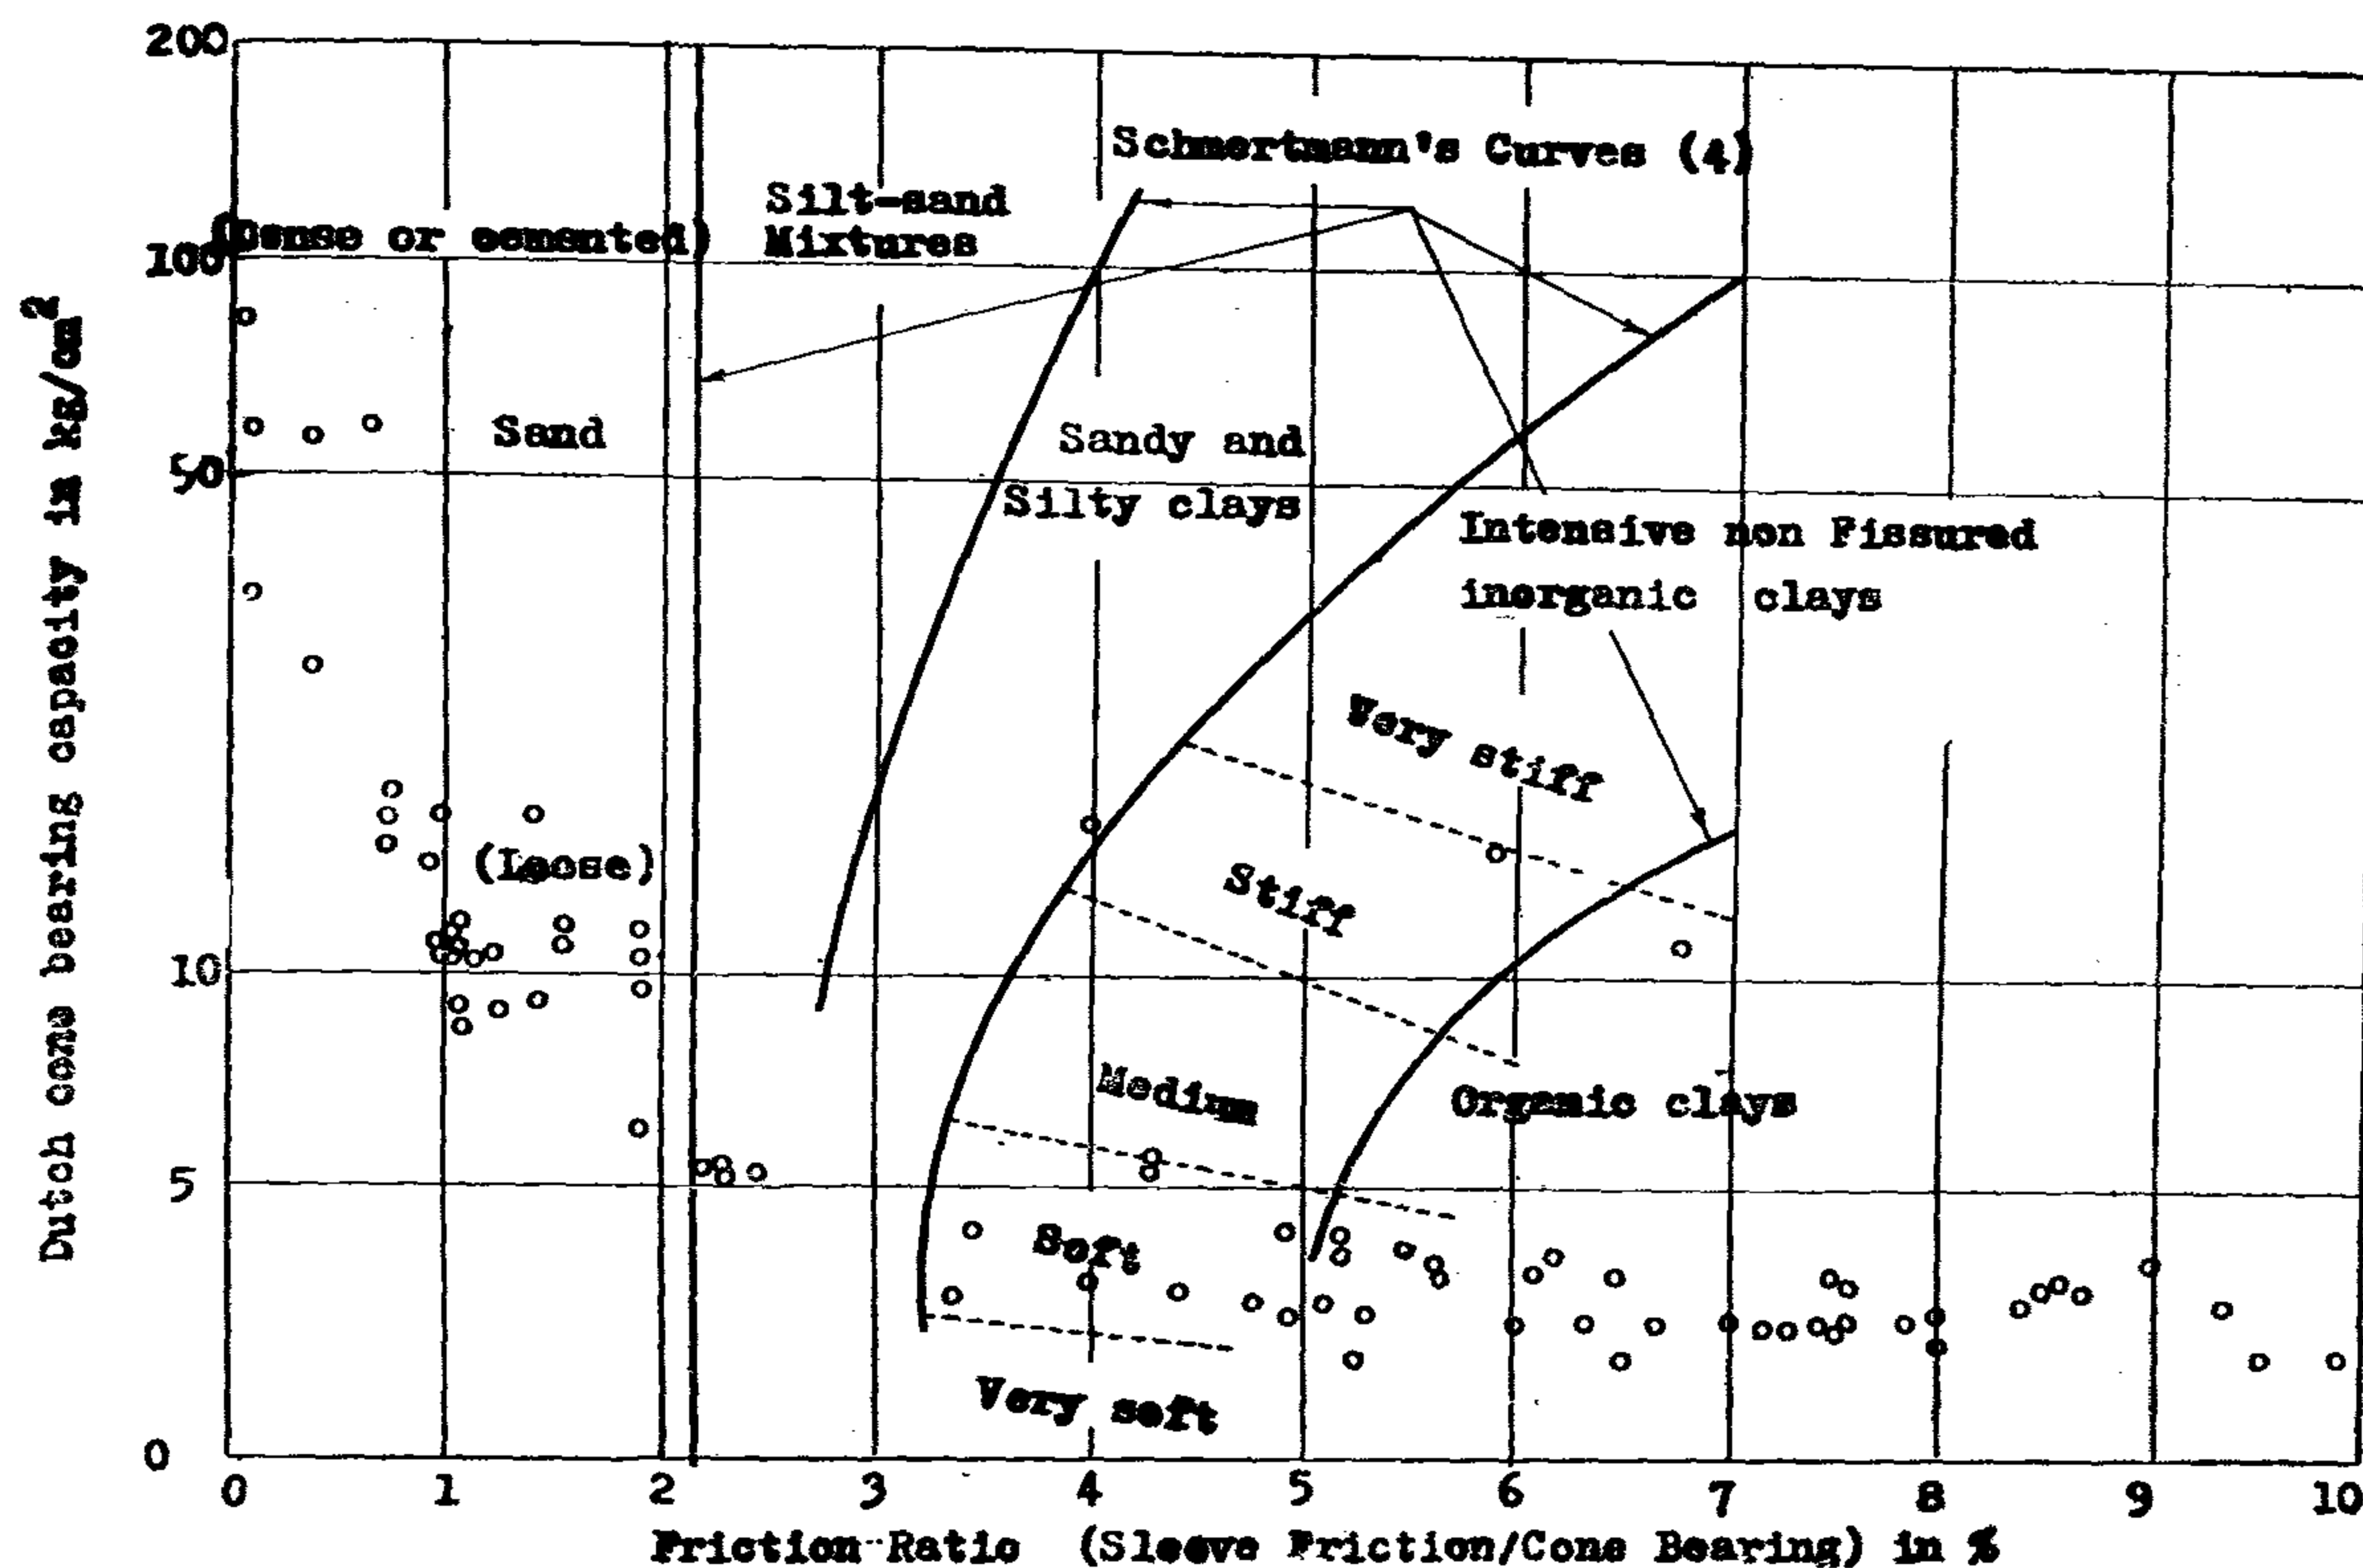 200
Schmertmann's Curves (4)
Silt-sand
Mixtures
(Dense or cemented)
100
Dutch cone bearing capacity in kg/cm²
Sand
Sandy and
Silty clays
50
Intensive non Fissured
inorganic clays
Very stiff
(Loose)
Stiff
10
Medium
Organic clays
5
Soft
Very soft
0
0 1 2 3 4 5 6 7 8 9 10
Friction Ratio (Sleeve Friction/Cone Bearing) in %